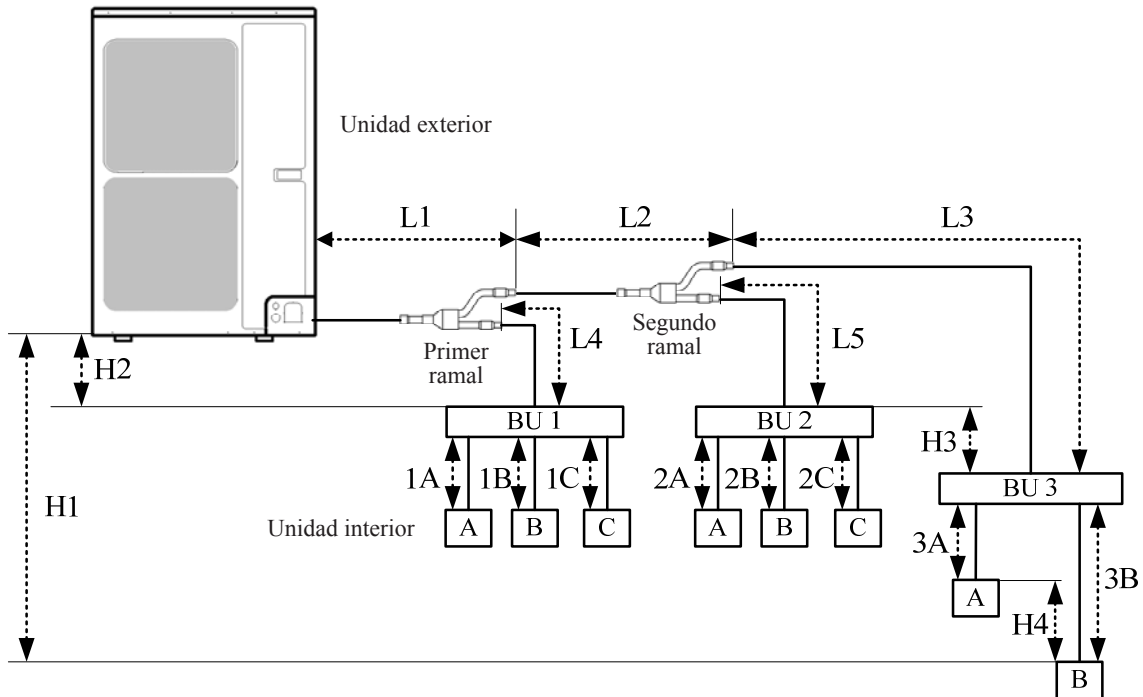 Unidad exterior
L1
L2
L3
H2
Primer
ramal
L4
Segundo
ramal
L5
BU 1
BU 2
H3
BU 3
H1
1A
1B
1C
2A
2B
2C
Unidad interior
A
B
C
A
B
C
3A
3B
A
H4
B